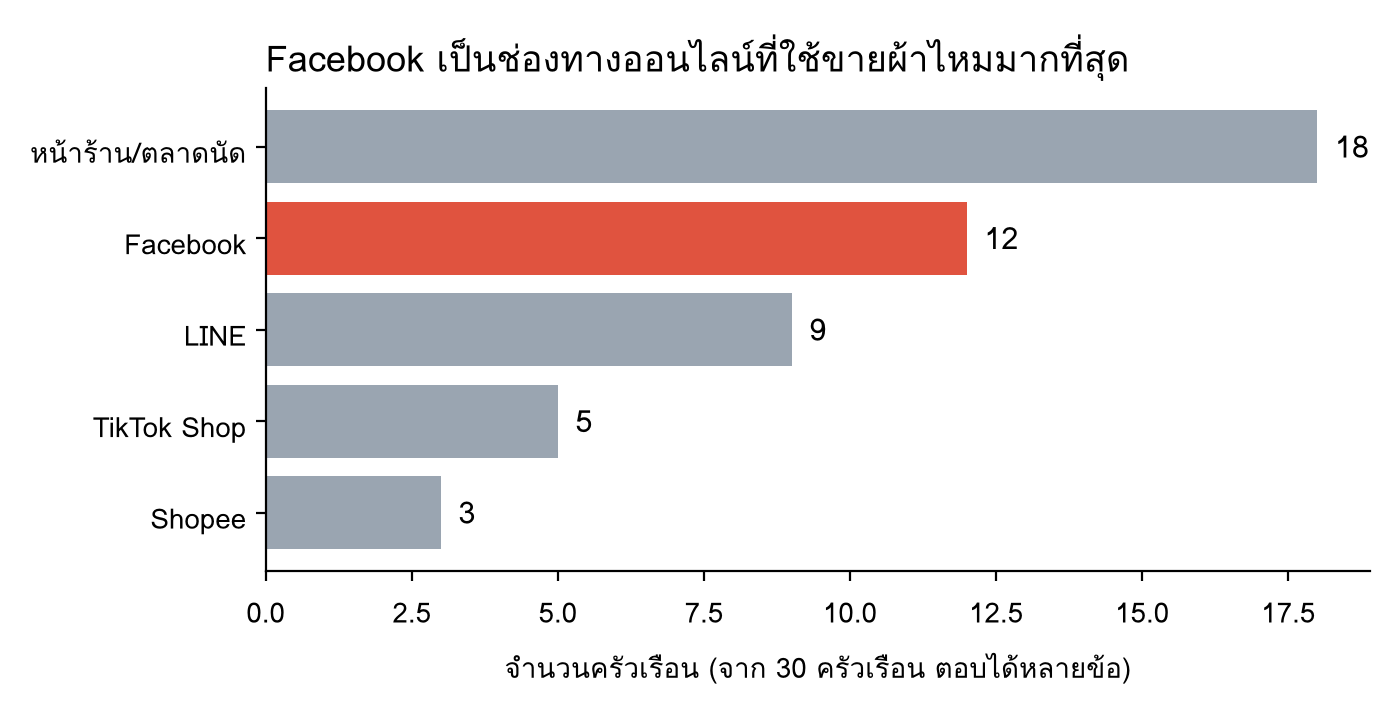 Facebook เป็นช่องทางออนไลน์ที่ใช้ขายผ้าไหมมากที่สุด
หน้าร้าน/ตลาดนัด 18
Facebook 12
LINE 9
TikTok Shop 5
Shopee 3
0.0 2.5 5.0 7.5 10.0 12.5 15.0 17.5
จำนวนครัวเรือน (จาก 30 ครัวเรือน ตอบได้หลายข้อ)